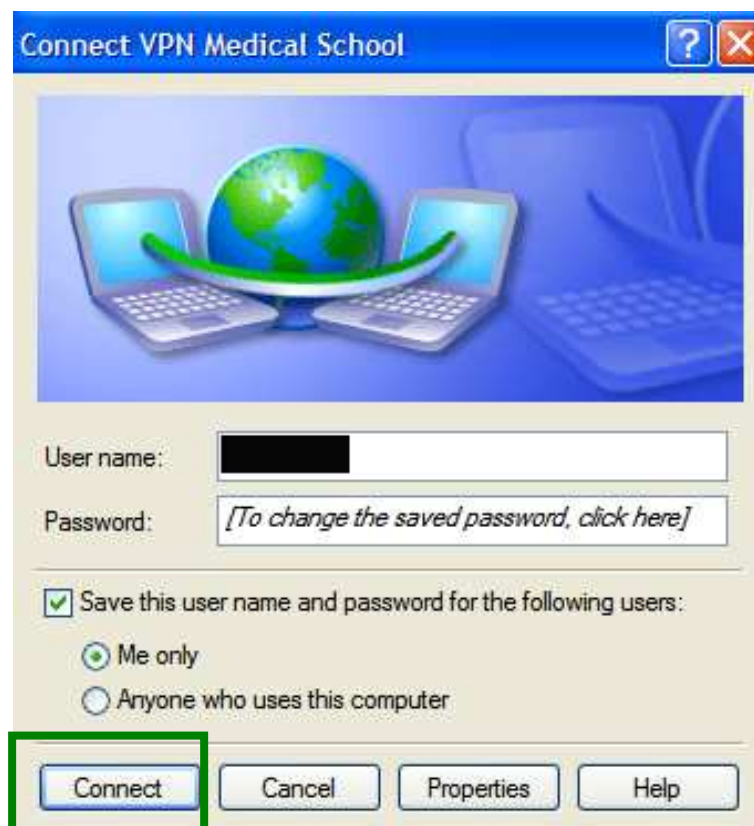 Connect VPN Medical School
User name:
Password: [To change the saved password, click here]
Save this user name and password for the following users:
Me only
Anyone who uses this computer
Connect Cancel Properties Help